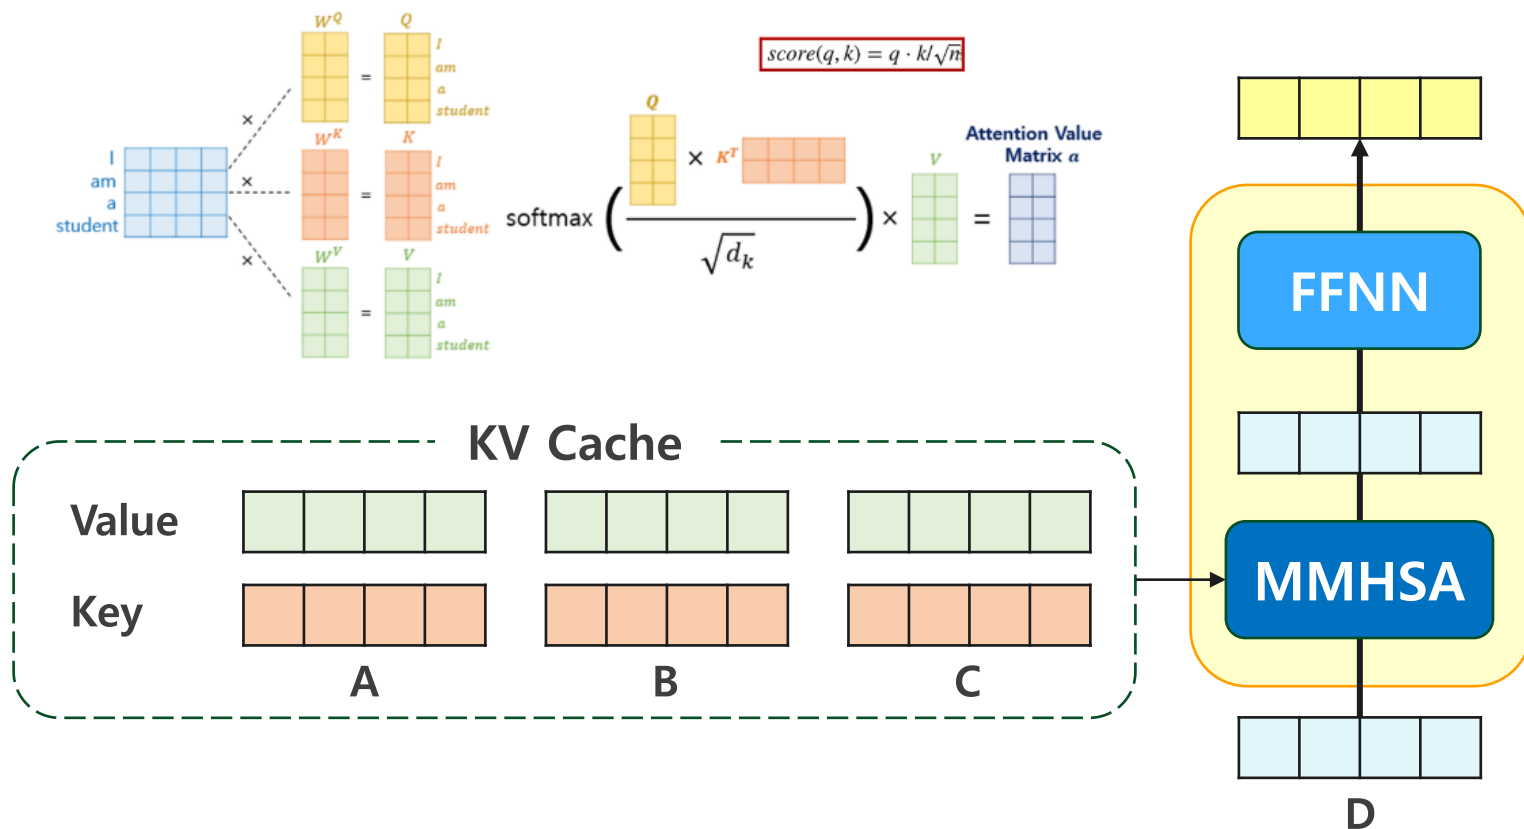 W^Q
Q
I
am
a
student
×
=
I
am
a
student
×
W^K
K
=
I
am
a
student
×
W^V
V
=
I
am
a
student
score(q, k) = q · k/√n
softmax ( Q × K^T / √d_k ) × V =
Attention Value
Matrix a
KV Cache
Value
Key
A
B
C
FFNN
MMHSA
D